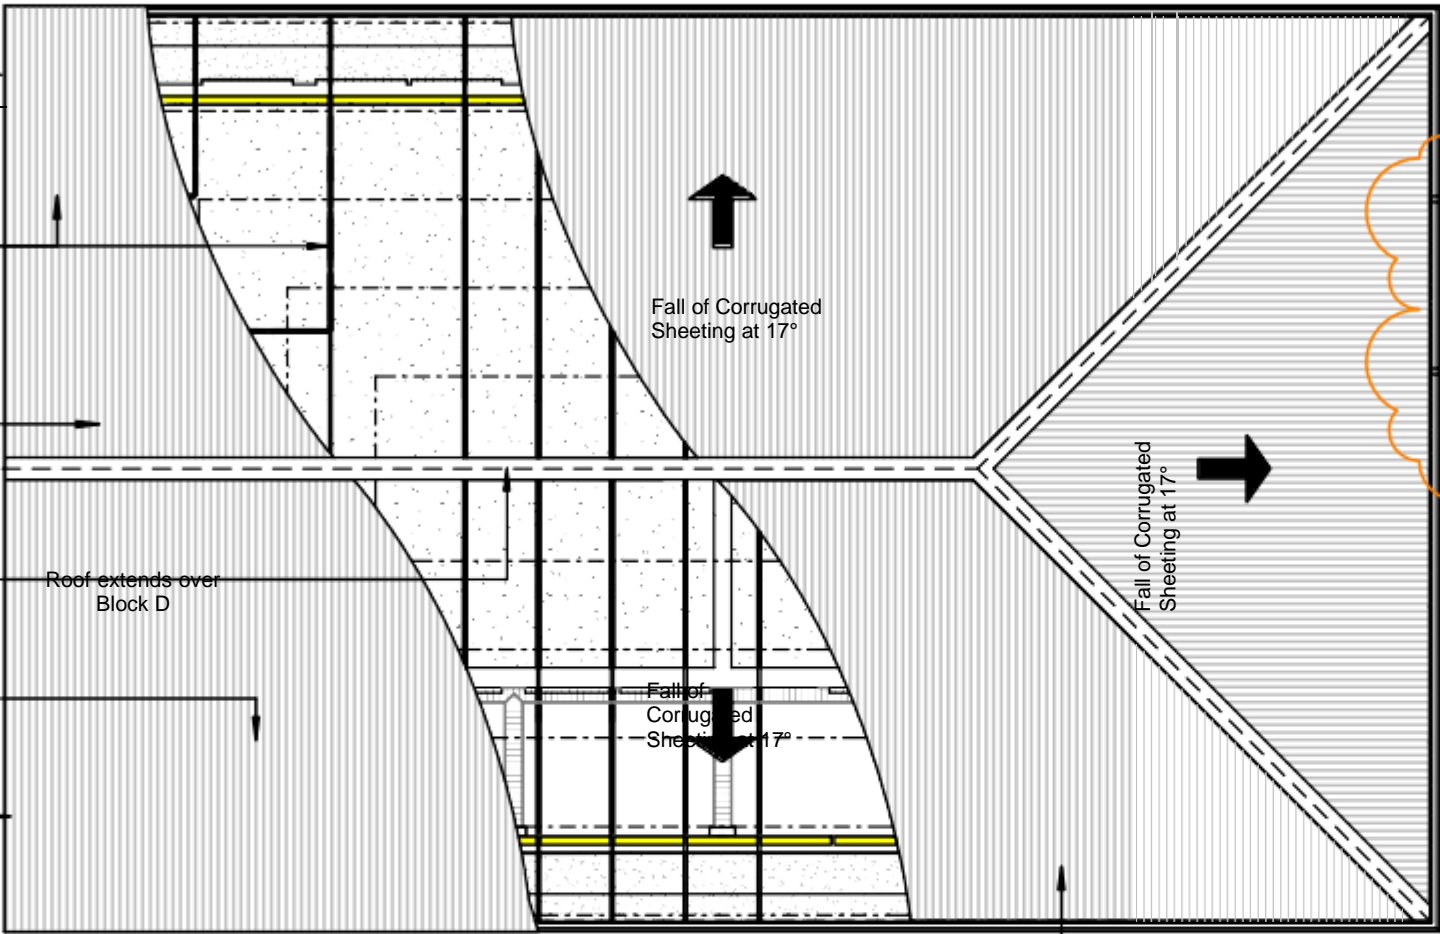 Fall of Corrugated
Sheeting at 17°
Fall of Corrugated
Sheeting at 17°
Roof extends over
Block D
Fall of
Corrugated
Sheeting at 17°